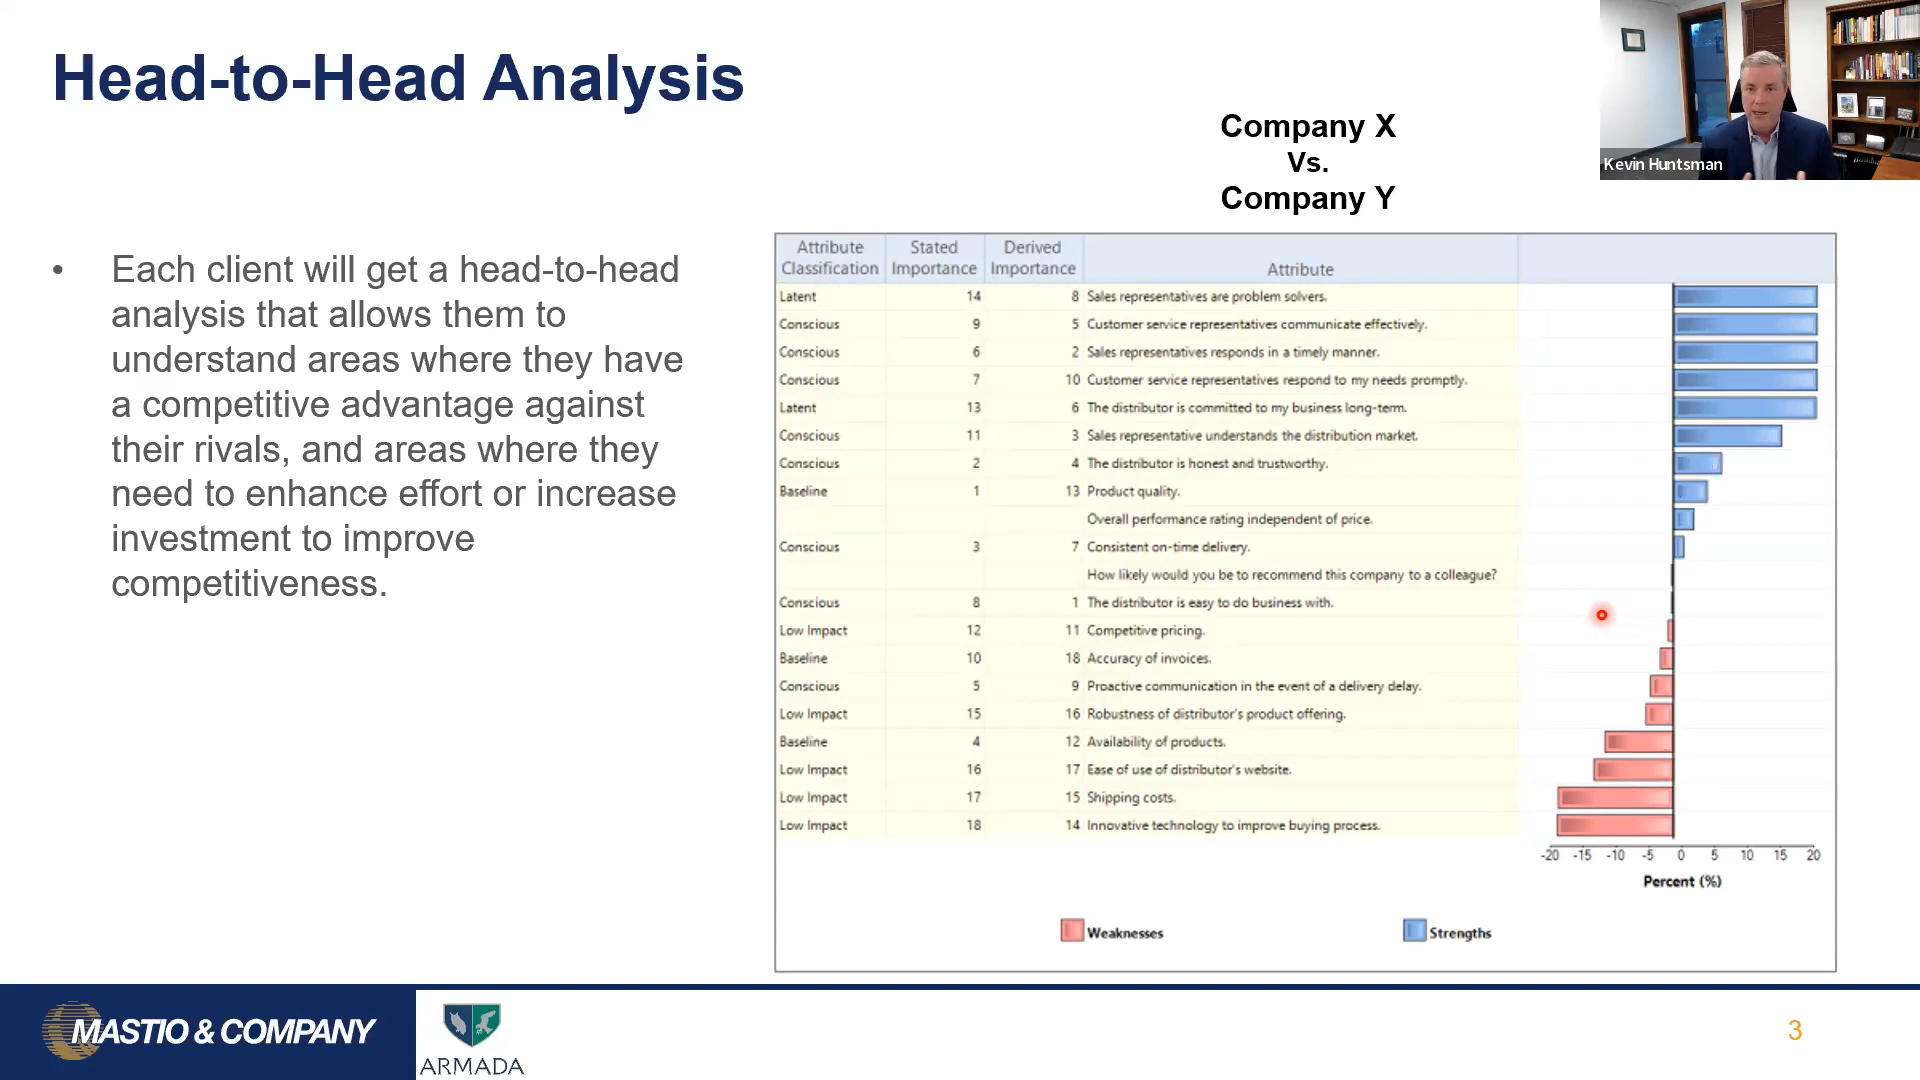 Head-to-Head Analysis
Company X
Vs.
Company Y
Kevin Huntsman
• Each client will get a head-to-head
analysis that allows them to
understand areas where they have
a competitive advantage against
their rivals, and areas where they
need to enhance effort or increase
investment to improve
competitiveness.
Attribute Classification Stated Importance Derived Importance Attribute
Latent 14 8 Sales representatives are problem solvers.
Conscious 9 5 Customer service representatives communicate effectively.
Conscious 6 2 Sales representatives responds in a timely manner.
Conscious 7 10 Customer service representatives respond to my needs promptly.
Latent 13 6 The distributor is committed to my business long-term.
Conscious 11 3 Sales representative understands the distribution market.
Conscious 2 4 The distributor is honest and trustworthy.
Baseline 1 13 Product quality.
Overall performance rating independent of price.
Conscious 3 7 Consistent on-time delivery.
How likely would you be to recommend this company to a colleague?
Conscious 8 1 The distributor is easy to do business with.
Low Impact 12 11 Competitive pricing.
Baseline 10 18 Accuracy of invoices.
Conscious 5 9 Proactive communication in the event of a delivery delay.
Low Impact 15 16 Robustness of distributor's product offering.
Baseline 4 12 Availability of products.
Low Impact 16 17 Ease of use of distributor's website.
Low Impact 17 15 Shipping costs.
Low Impact 18 14 Innovative technology to improve buying process.
-20 -15 -10 -5 0 5 10 15 20
Percent (%)
Weaknesses Strengths
MASTIO & COMPANY
ARMADA
3